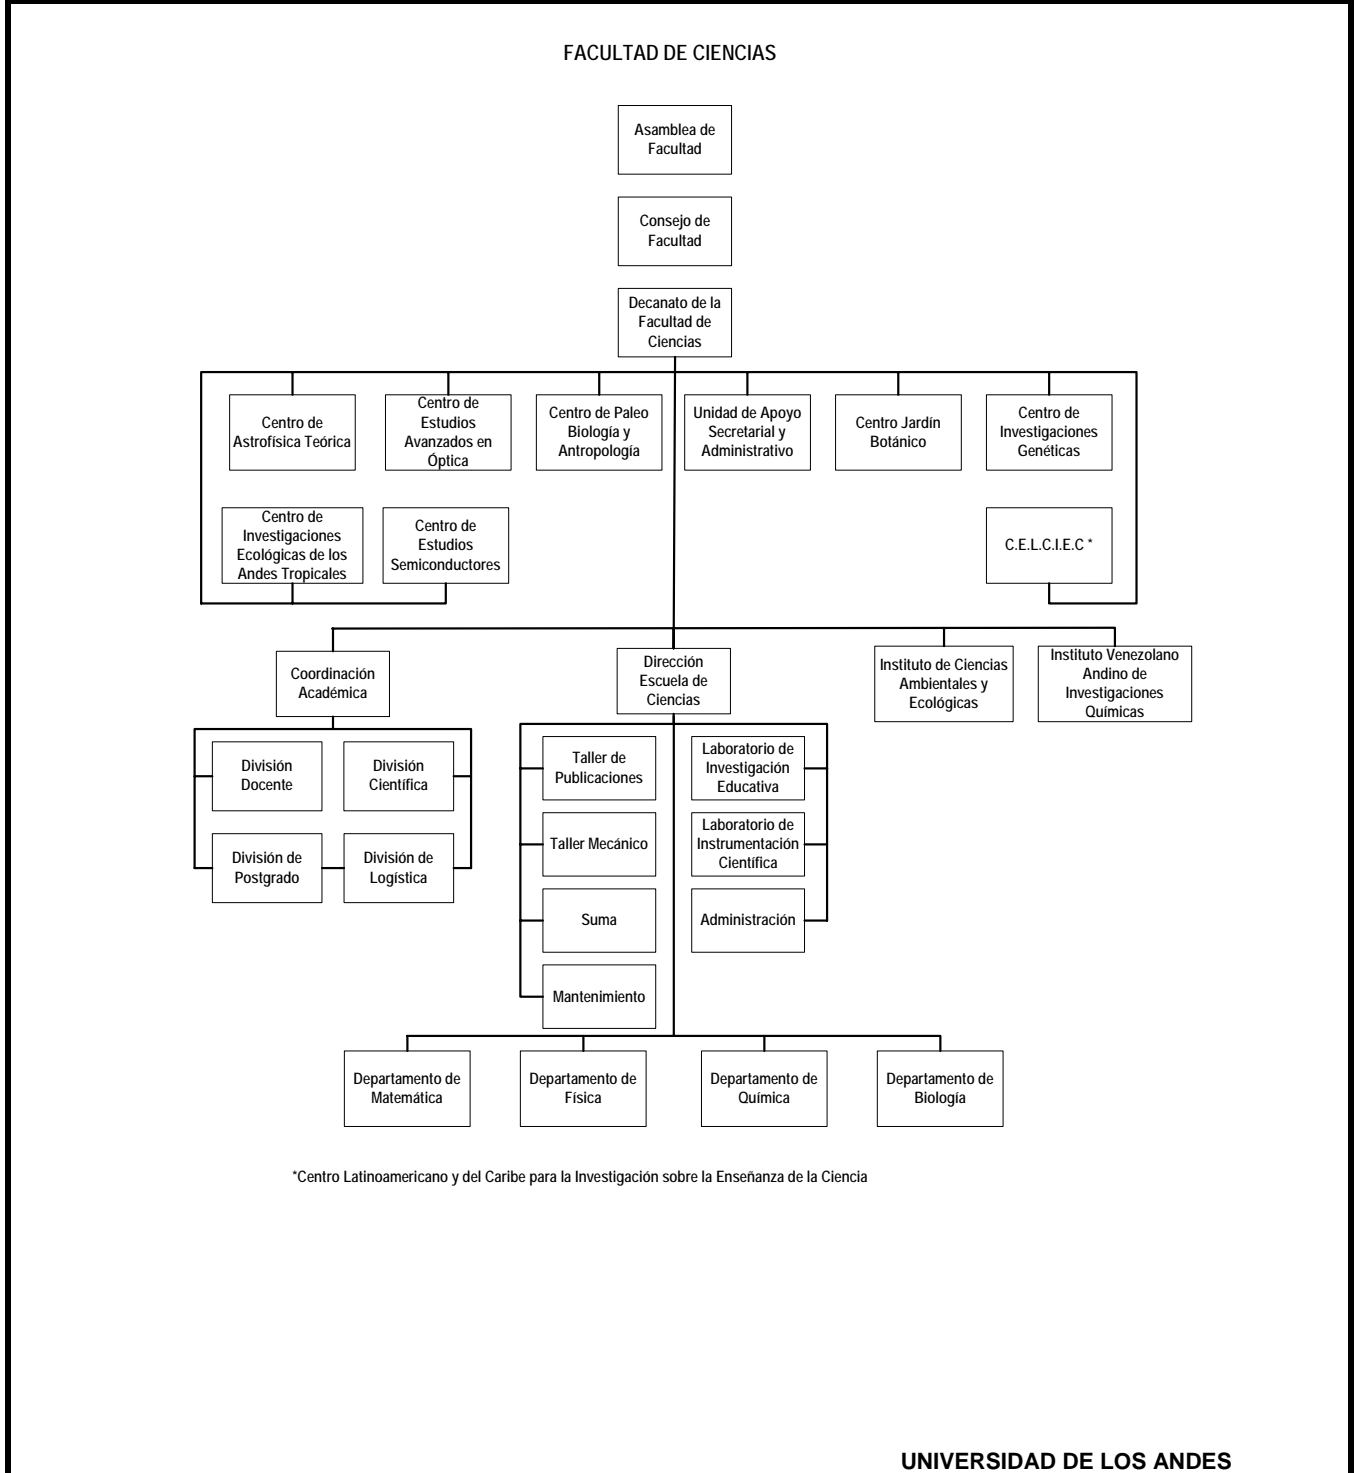 FACULTAD DE CIENCIAS
Asamblea de
Facultad
Consejo de
Facultad
Decanato de la
Facultad de
Ciencias
Centro de
Astrofísica Teórica
Centro de
Estudios
Avanzados en
Óptica
Centro de Paleo
Biología y
Antropología
Unidad de Apoyo
Secretarial y
Administrativo
Centro Jardín
Botánico
Centro de
Investigaciones
Genéticas
Centro de
Investigaciones
Ecológicas de los
Andes Tropicales
Centro de
Estudios
Semiconductores
C.E.L.C.I.E.C *
Coordinación
Académica
Dirección
Escuela de
Ciencias
Instituto de Ciencias
Ambientales y
Ecológicas
Instituto Venezolano
Andino de
Investigaciones
Químicas
División
Docente
División
Científica
División de
Postgrado
División de
Logística
Taller de
Publicaciones
Laboratorio de
Investigación
Educativa
Taller Mecánico
Laboratorio de
Instrumentación
Científica
Suma
Administración
Mantenimiento
Departamento de
Matemática
Departamento de
Física
Departamento de
Química
Departamento de
Biología
*Centro Latinoamericano y del Caribe para la Investigación sobre la Enseñanza de la Ciencia
UNIVERSIDAD DE LOS ANDES